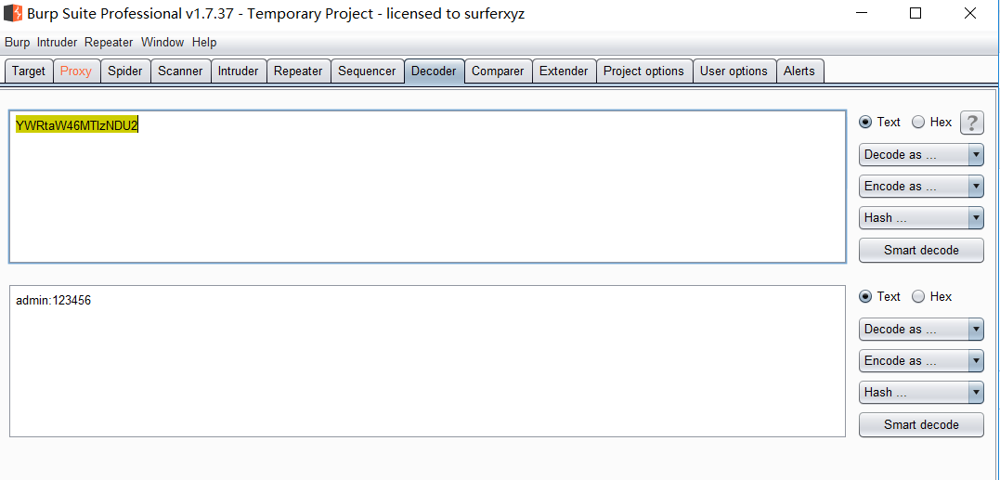 Burp Suite Professional v1.7.37 - Temporary Project - licensed to surferxyz
Burp Intruder Repeater Window Help
Target Proxy Spider Scanner Intruder Repeater Sequencer Decoder Comparer Extender Project options User options Alerts
YWRtaW46MTIzNDU2
Text Hex ?
Decode as ...
Encode as ...
Hash ...
Smart decode
admin:123456
Text Hex
Decode as ...
Encode as ...
Hash ...
Smart decode